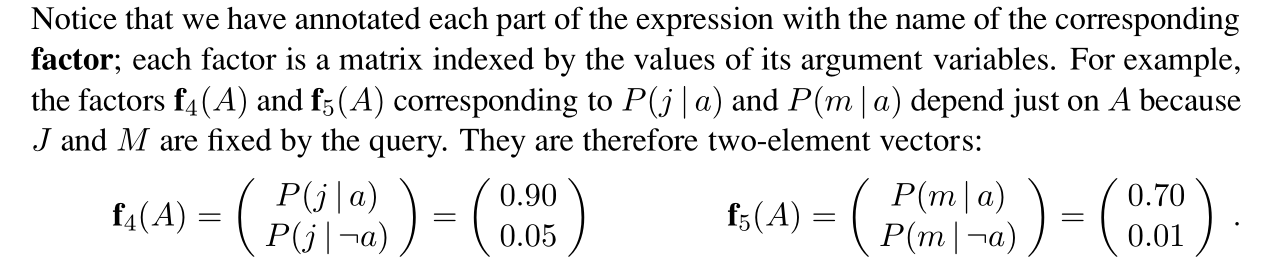 Notice that we have annotated each part of the expression with the name of the corresponding
factor; each factor is a matrix indexed by the values of its argument variables. For example,
the factors f₄(A) and f₅(A) corresponding to P(j | a) and P(m | a) depend just on A because
J and M are fixed by the query. They are therefore two-element vectors:
f₄(A) = ( P(j | a) P(j | ¬a) ) = ( 0.90 0.05 ) f₅(A) = ( P(m | a) P(m | ¬a) ) = ( 0.70 0.01 ) .